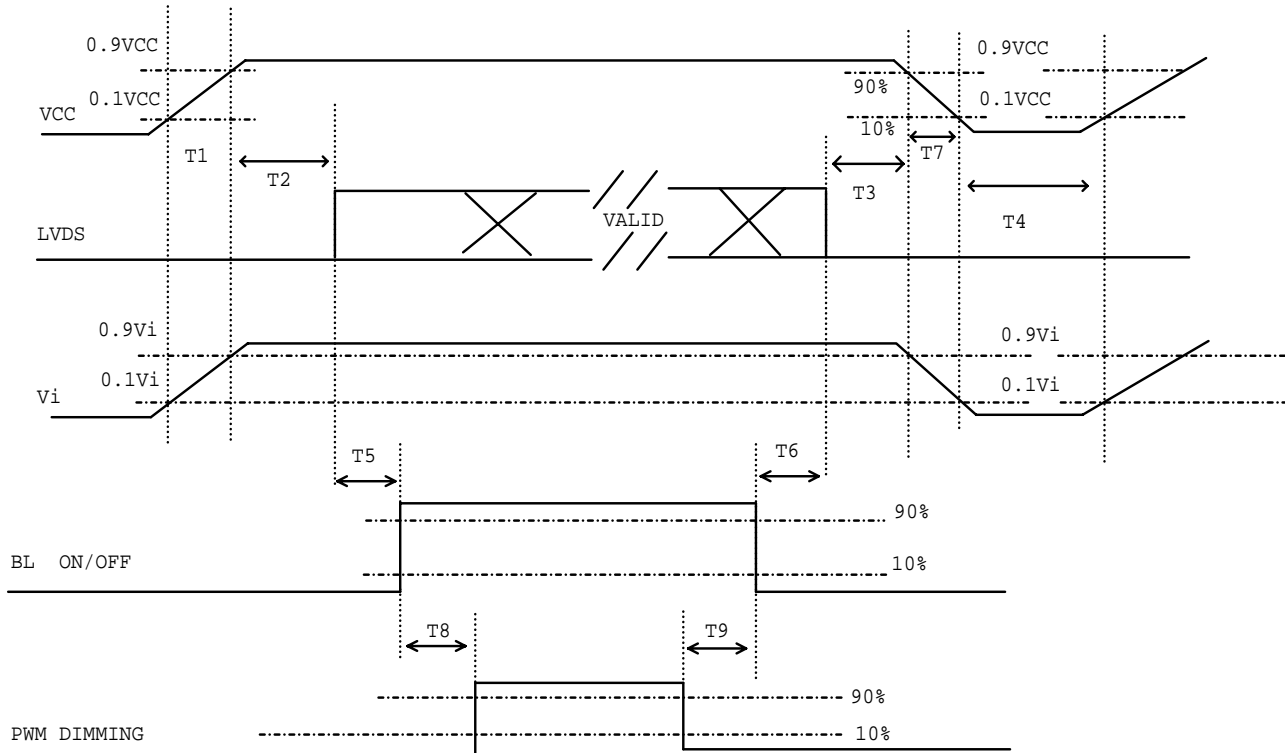 0.9VCC
0.9VCC
90%
0.1VCC
0.1VCC
VCC
10%
T1
T2
T3
T7
T4
VALID
LVDS
0.9Vi
0.9Vi
0.1Vi
0.1Vi
Vi
T5
T6
90%
BL ON/OFF
10%
T8
T9
90%
PWM DIMMING
10%